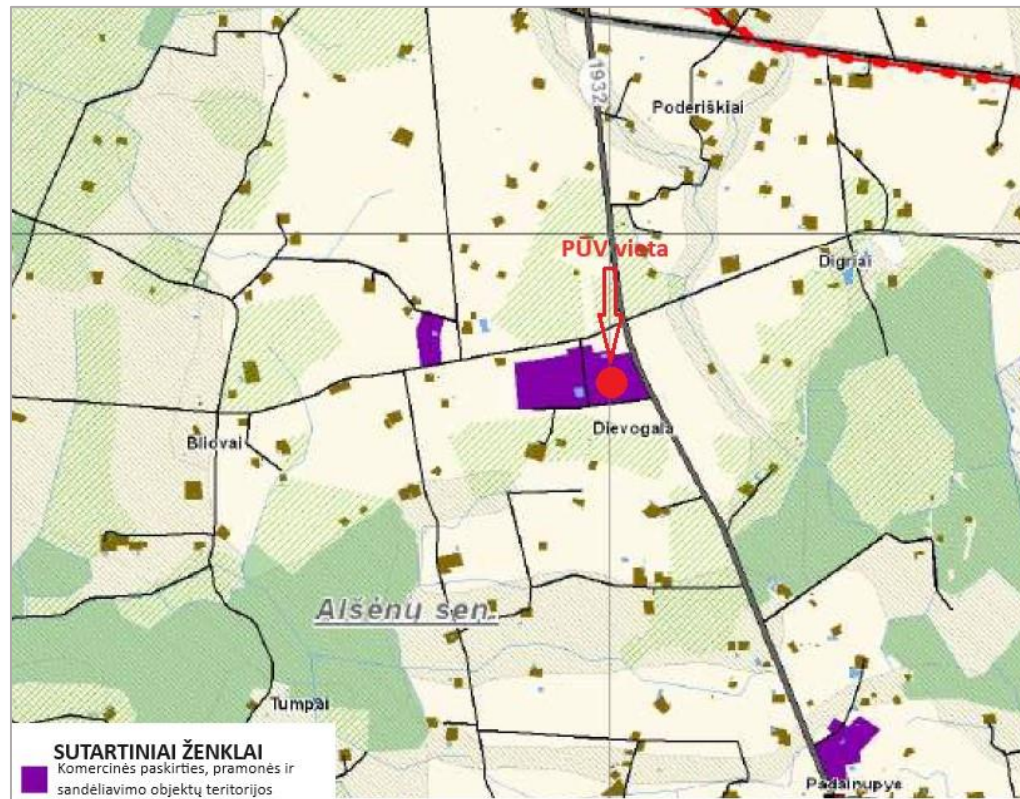 1932
Poderiškiai
PŪV vieta
Digriai
Dievogala
Bliovai
Alšėnų sen.
Tumpai
SUTARTINIAI ŽENKLAI
Komercinės paskirties, pramonės ir
sandėliavimo objektų teritorijos
Padainupys